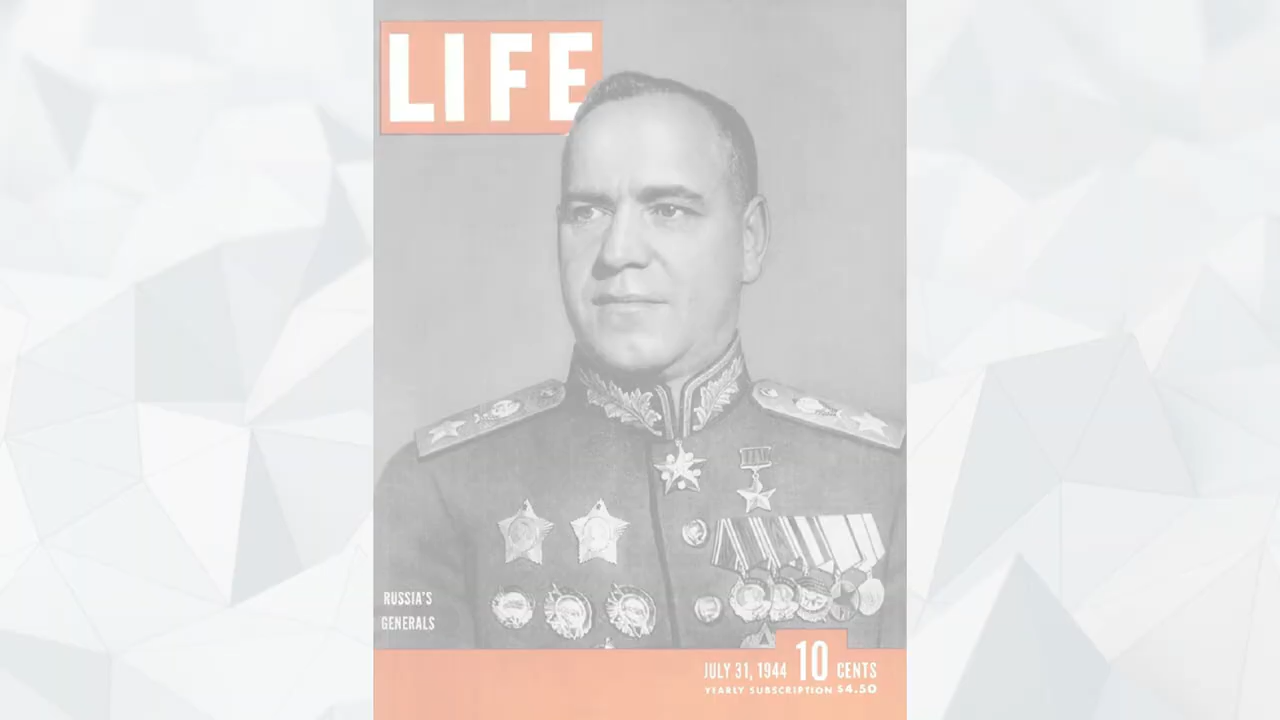 LIFE
RUSSIA'S
GENERALS
JULY 31, 1944 10 CENTS
YEARLY SUBSCRIPTION $4.50